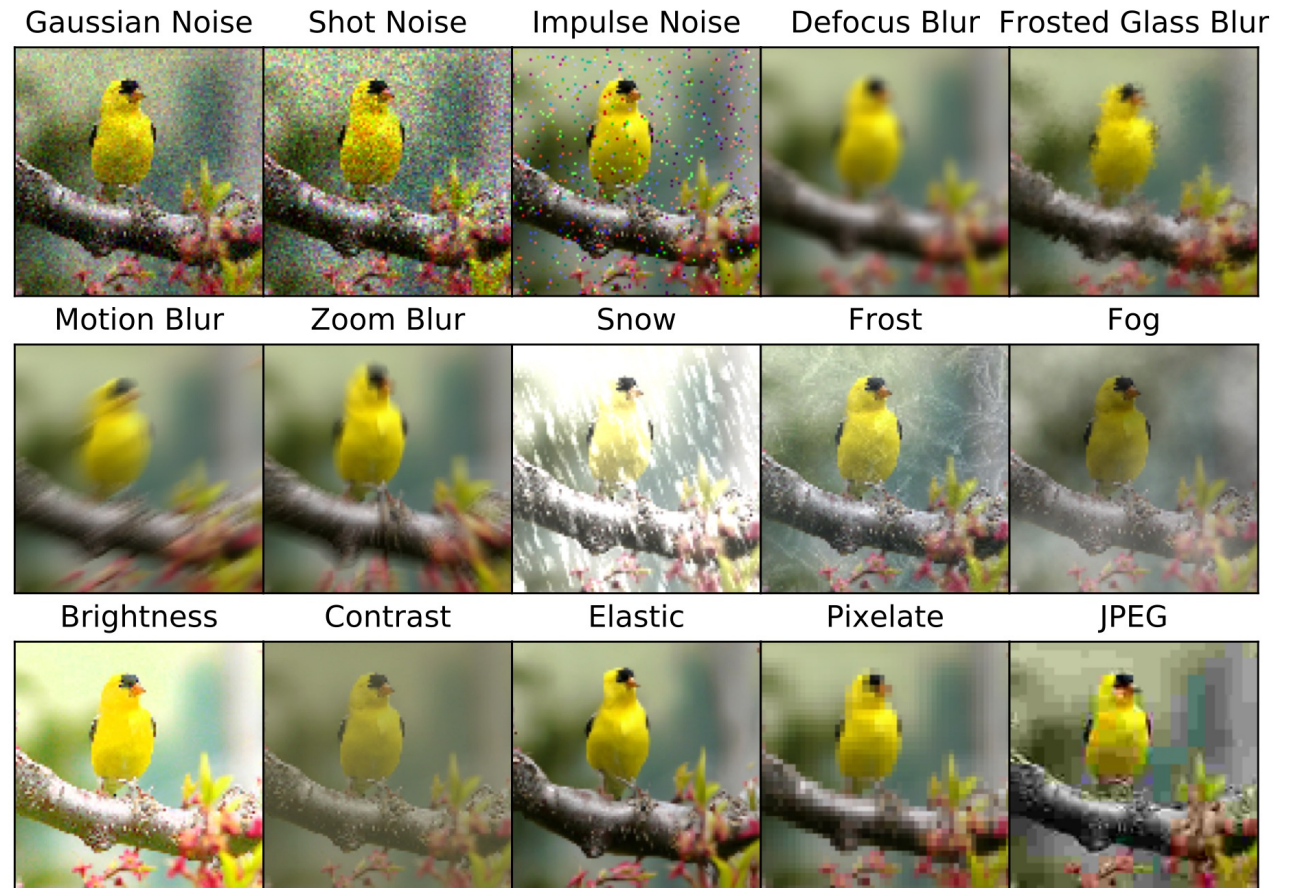 Gaussian Noise Shot Noise Impulse Noise Defocus Blur Frosted Glass Blur
Motion Blur Zoom Blur Snow Frost Fog
Brightness Contrast Elastic Pixelate JPEG